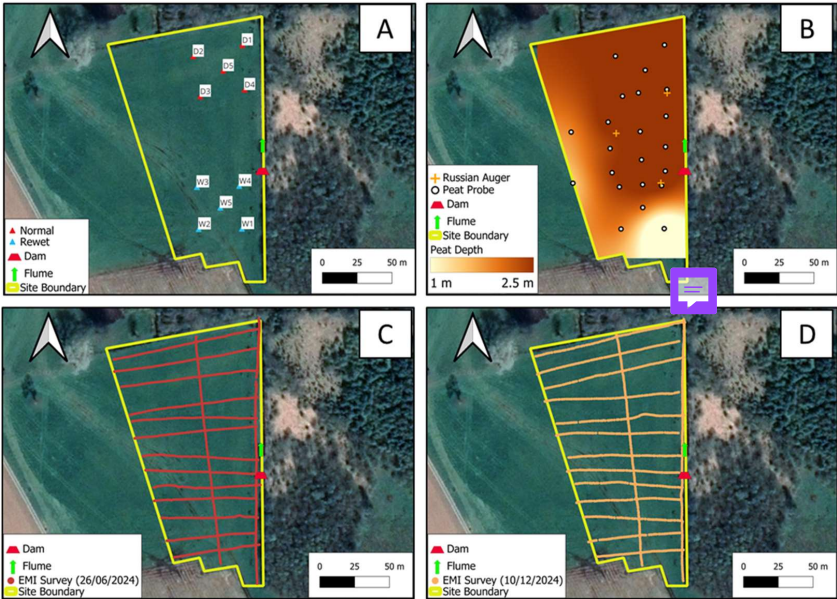 A
D1
D2
D5
D4
D3
W3
W4
W5
W2
W1
Normal
Rewet
Dam
Flume
Site Boundary
0 25 50 m
B
Russian Auger
Peat Probe
Dam
Flume
Site Boundary
Peat Depth
1 m 2.5 m
0 25 50 m
C
Dam
Flume
EMI Survey (26/06/2024)
Site Boundary
0 25 50 m
D
Dam
Flume
EMI Survey (10/12/2024)
Site Boundary
0 25 50 m